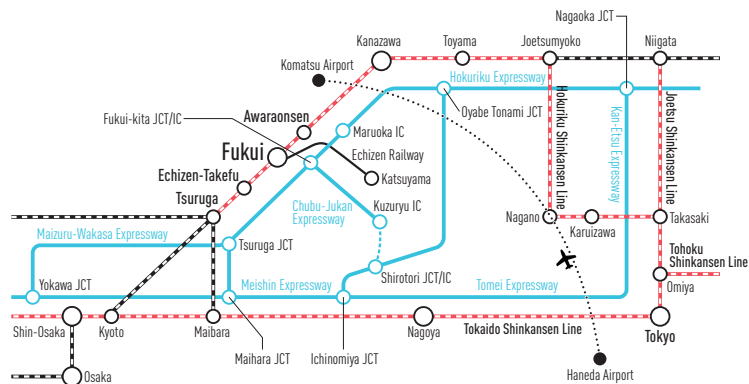 Nagaoka JCT
Kanazawa
Toyama
Joetsumyoko
Niigata
Komatsu Airport
Hokuriku Expressway
Fukui-kita JCT/IC
Awaraonsen
Maruoka IC
Oyabe Tonami JCT
Hokuriku Shinkansen Line
Kan-Etsu Expressway
Joetsu Shinkansen Line
Fukui
Echizen Railway
Echizen-Takefu
Katsuyama
Tsuruga
Chubu-Jukan
Expressway
Kuzuryu IC
Nagano
Karuizawa
Takasaki
Maizuru-Wakasa Expressway
Tsuruga JCT
Tohoku
Shinkansen Line
Shirotori JCT/IC
Omiya
Yokawa JCT
Meishin Expressway
Tomei Expressway
Shin-Osaka
Kyoto
Maibara
Nagoya
Tokaido Shinkansen Line
Tokyo
Maihara JCT
Ichinomiya JCT
Haneda Airport
Osaka